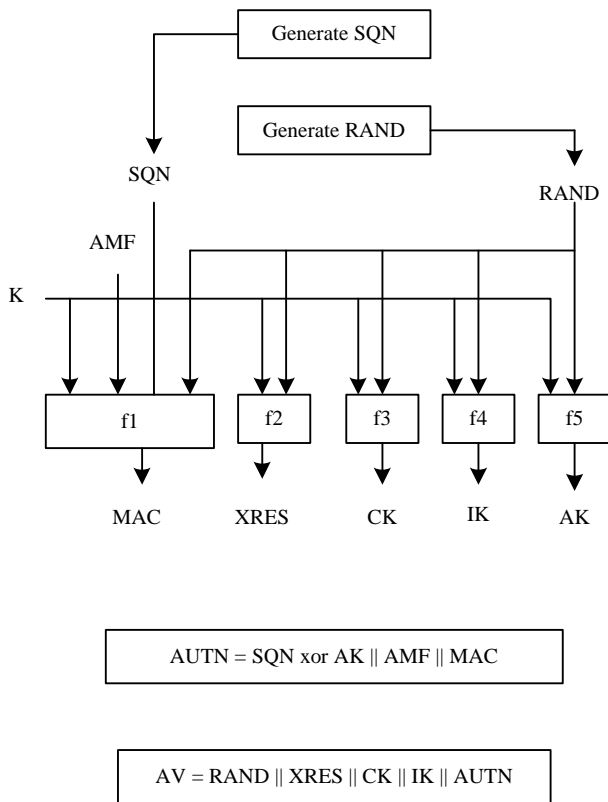 Generate SQN
Generate RAND
SQN
RAND
AMF
K
f1
f2
f3
f4
f5
MAC
XRES
CK
IK
AK
AUTN = SQN xor AK || AMF || MAC
AV = RAND || XRES || CK || IK || AUTN